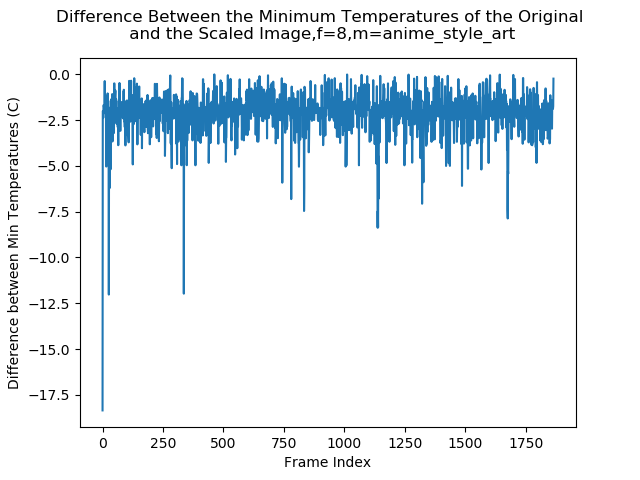 Difference Between the Minimum Temperatures of the Original
and the Scaled Image,f=8,m=anime_style_art
Difference between Min Temperatures (C)
0.0
−2.5
−5.0
−7.5
−10.0
−12.5
−15.0
−17.5
0 250 500 750 1000 1250 1500 1750
Frame Index